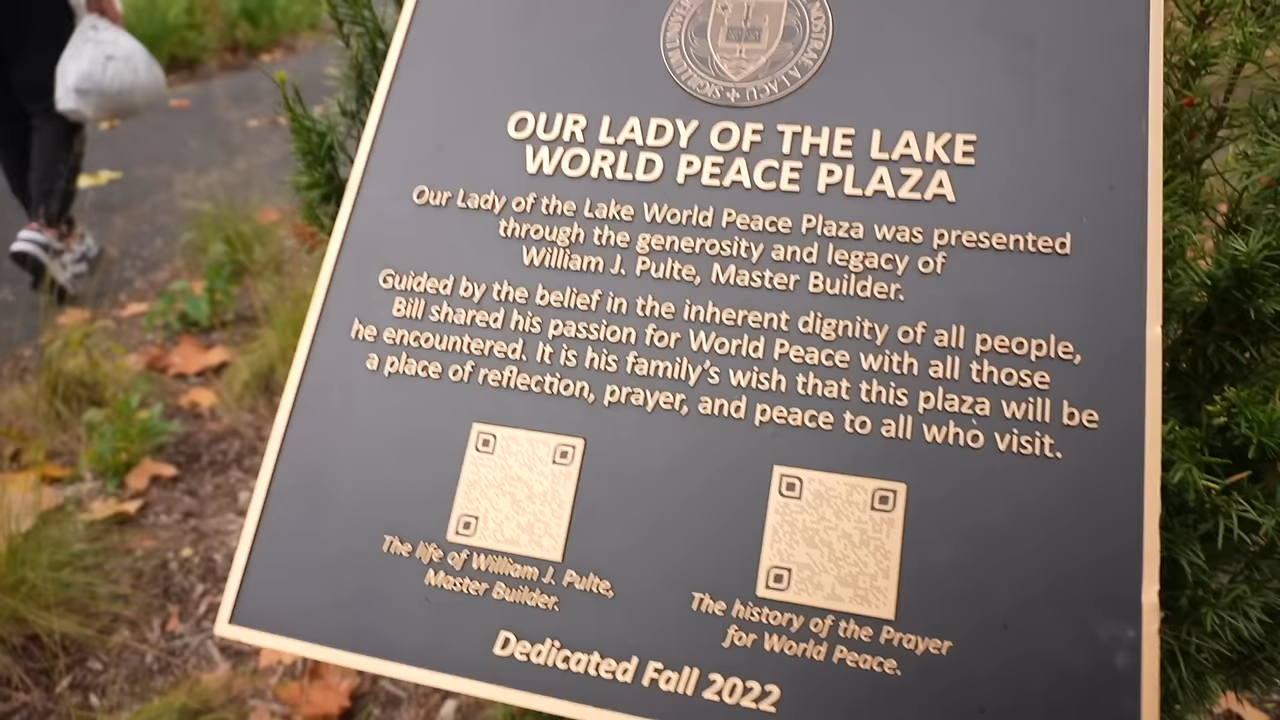 SIGILLUM UNIVER
NOSTRAE A LACU
OUR LADY OF THE LAKE
WORLD PEACE PLAZA
Our Lady of the Lake World Peace Plaza was presented
through the generosity and legacy of
William J. Pulte, Master Builder.
Guided by the belief in the inherent dignity of all people,
Bill shared his passion for World Peace with all those
he encountered. It is his family's wish that this plaza will be
a place of reflection, prayer, and peace to all who visit.
The life of William J. Pulte,
Master Builder.
The history of the Prayer
for World Peace.
Dedicated Fall 2022